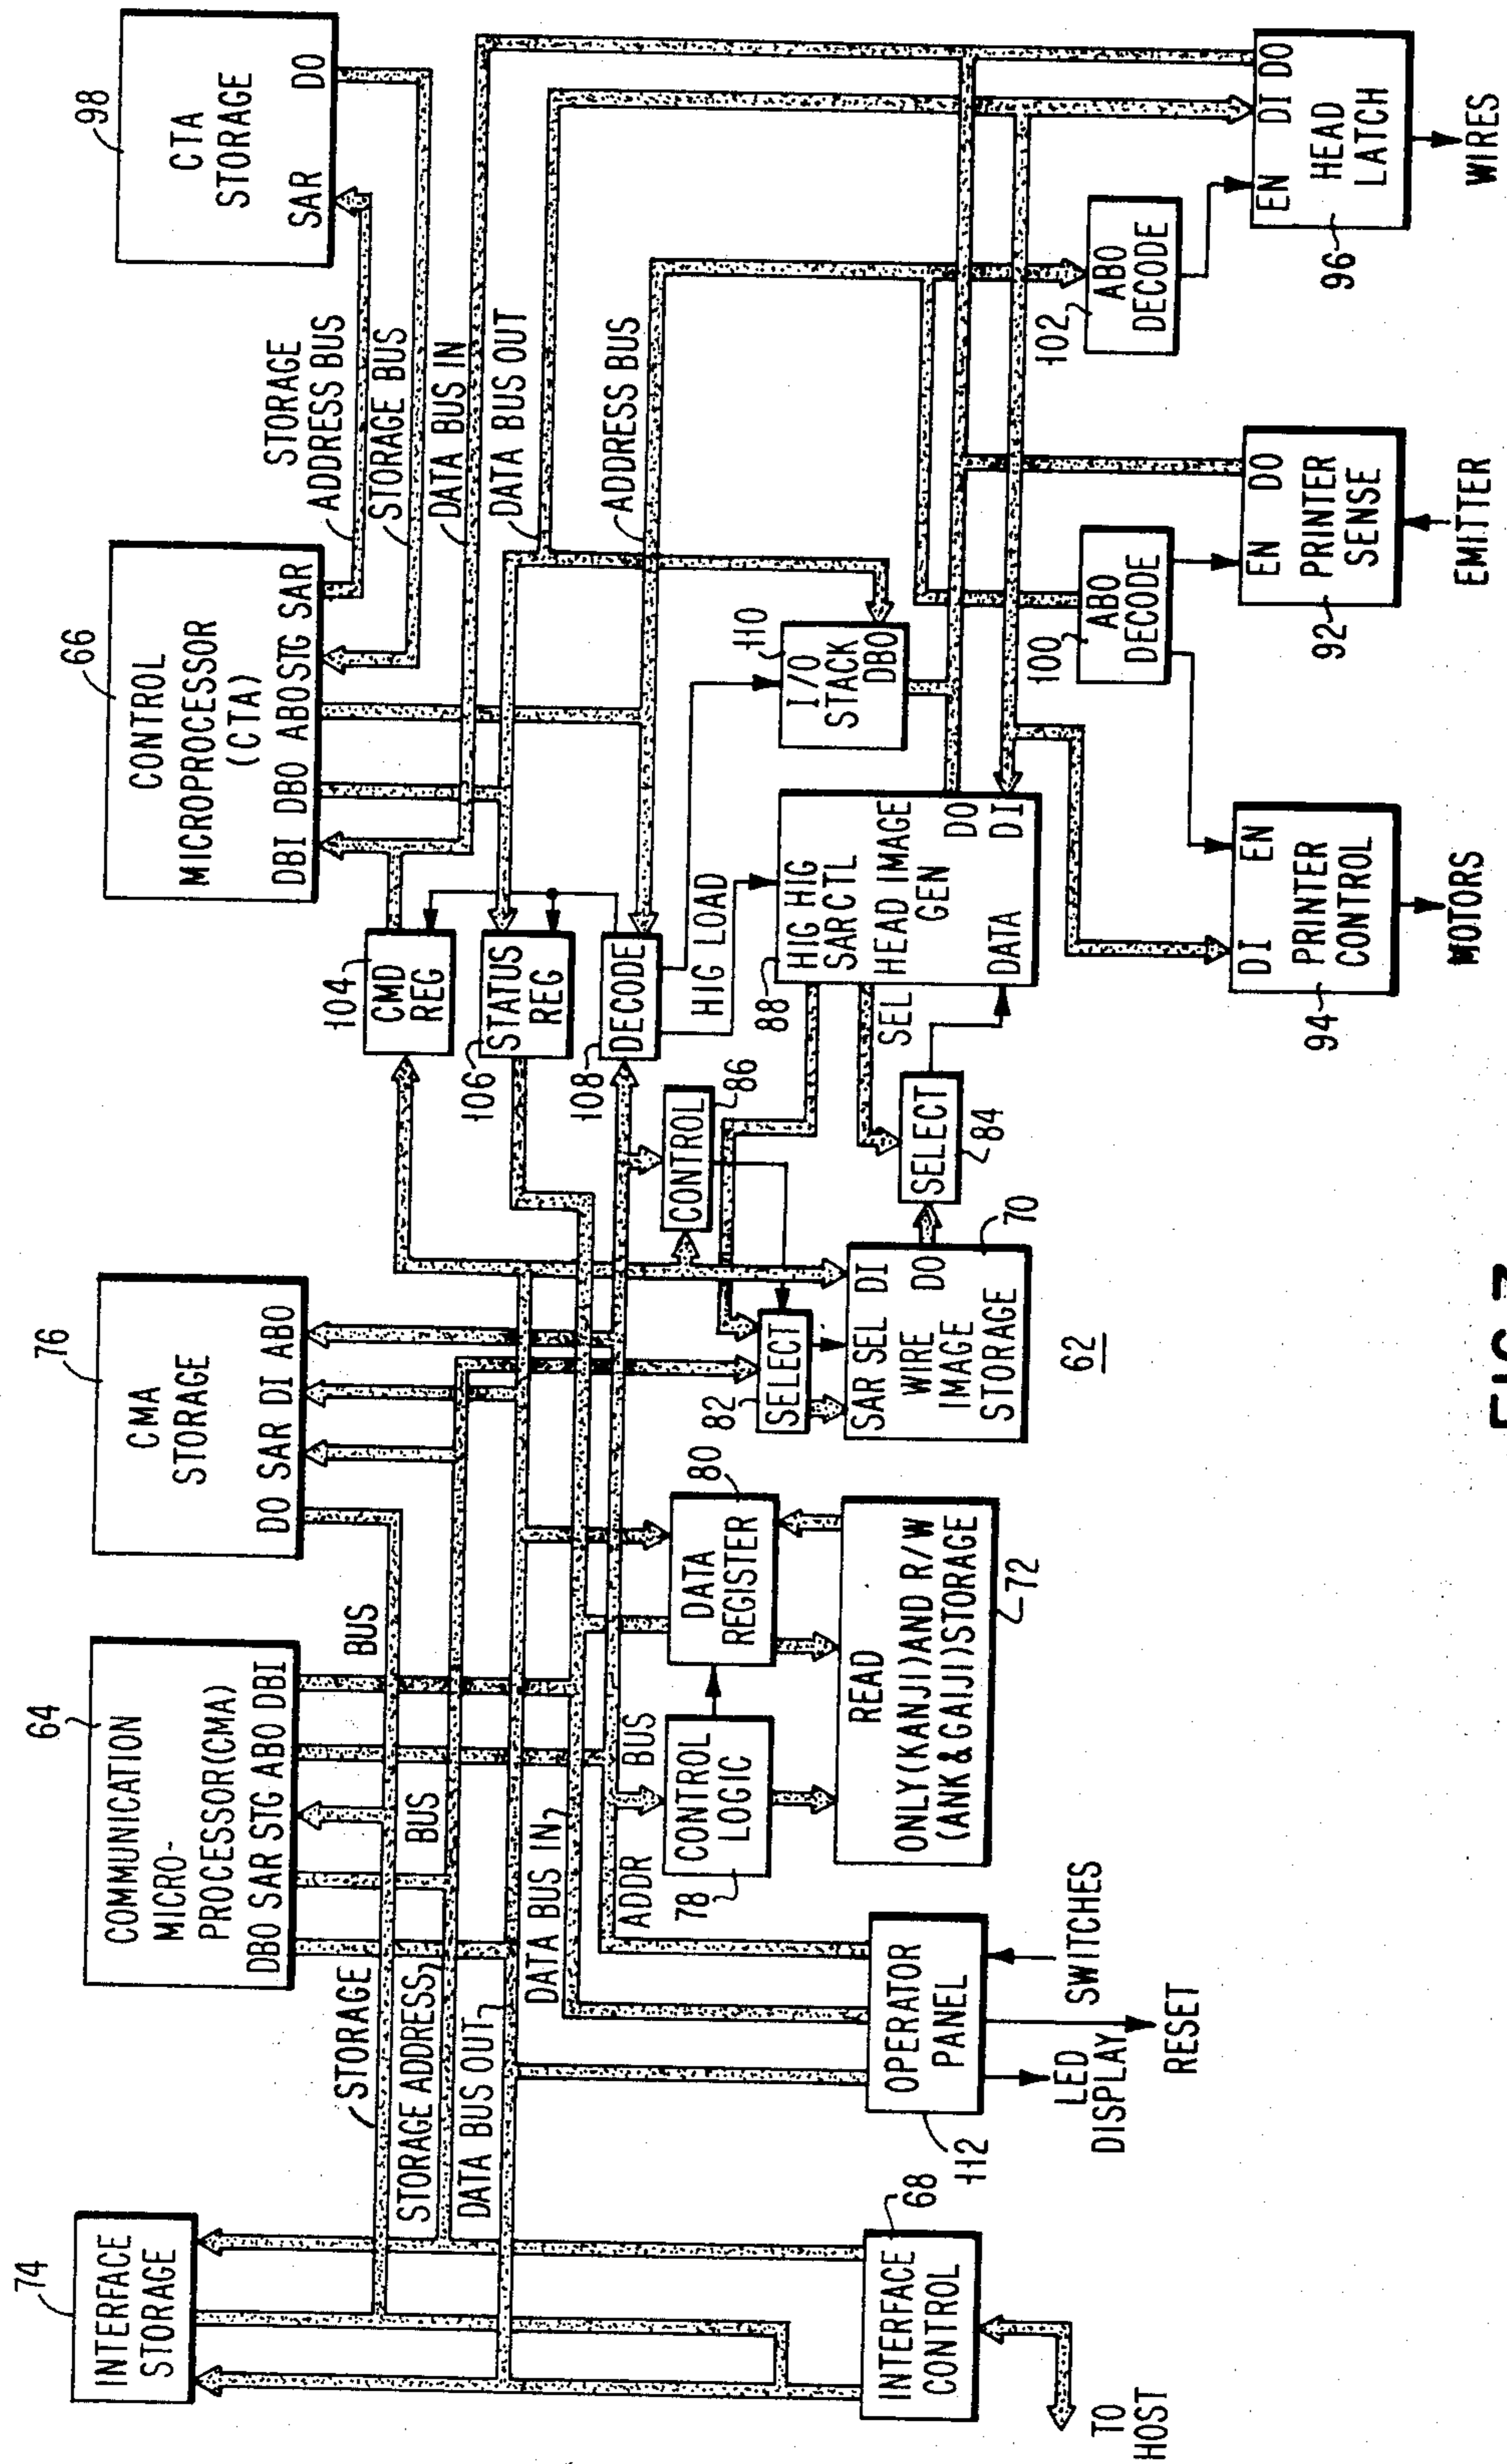 74
INTERFACE
STORAGE
64
COMMUNICATION
MICRO-
PROCESSOR(CMA)
DBO SAR STG ABO DBI
76
CMA
STORAGE
DO SAR DI ABO
66
CONTROL
MICROPROCESSOR
(CTA)
DBI DBO ABO STG SAR
98
CTA
STORAGE
SAR DO
STORAGE
ADDRESS BUS
STORAGE BUS
DATA BUS IN
DATA BUS OUT
ADDRESS BUS
STORAGE BUS
STORAGE ADDRESS BUS
DATA BUS OUT
DATA BUS IN
ADDR BUS
104
CMD
REG
106
STATUS
REG
108
DECODE
HIG LOAD
110
I/O
STACK
DBO
86
CONTROL
88
HIG HIG
SAR CTL
HEAD IMAGE
GEN
DO
DI
DATA
SEL
SELECT
84
82
SELECT
70
SAR SEL DI
WIRE DO
IMAGE
STORAGE
62
78
CONTROL
LOGIC
80
DATA
REGISTER
READ
ONLY(KANJI)AND R/W
(ANK&GAIJI)STORAGE
72
112
OPERATOR
PANEL
LED
DISPLAY
RESET
SWITCHES
68
INTERFACE
CONTROL
TO
HOST
100
ABO
DECODE
102
ABO
DECODE
94
DI EN
PRINTER
CONTROL
MOTORS
92
EN DO
PRINTER
SENSE
EMITTER
96
EN DI DO
HEAD
LATCH
WIRES